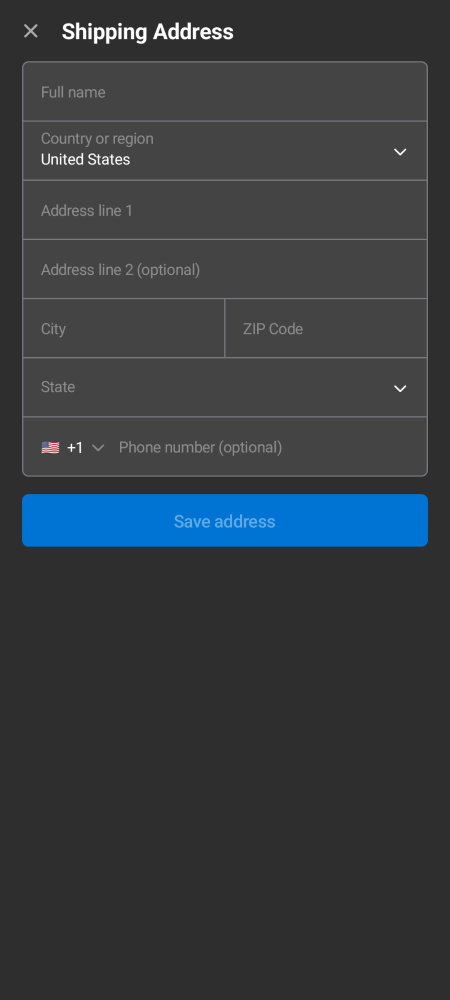 Shipping Address
Full name
Country or region
United States
Address line 1
Address line 2 (optional)
City
ZIP Code
State
+1 Phone number (optional)
Save address